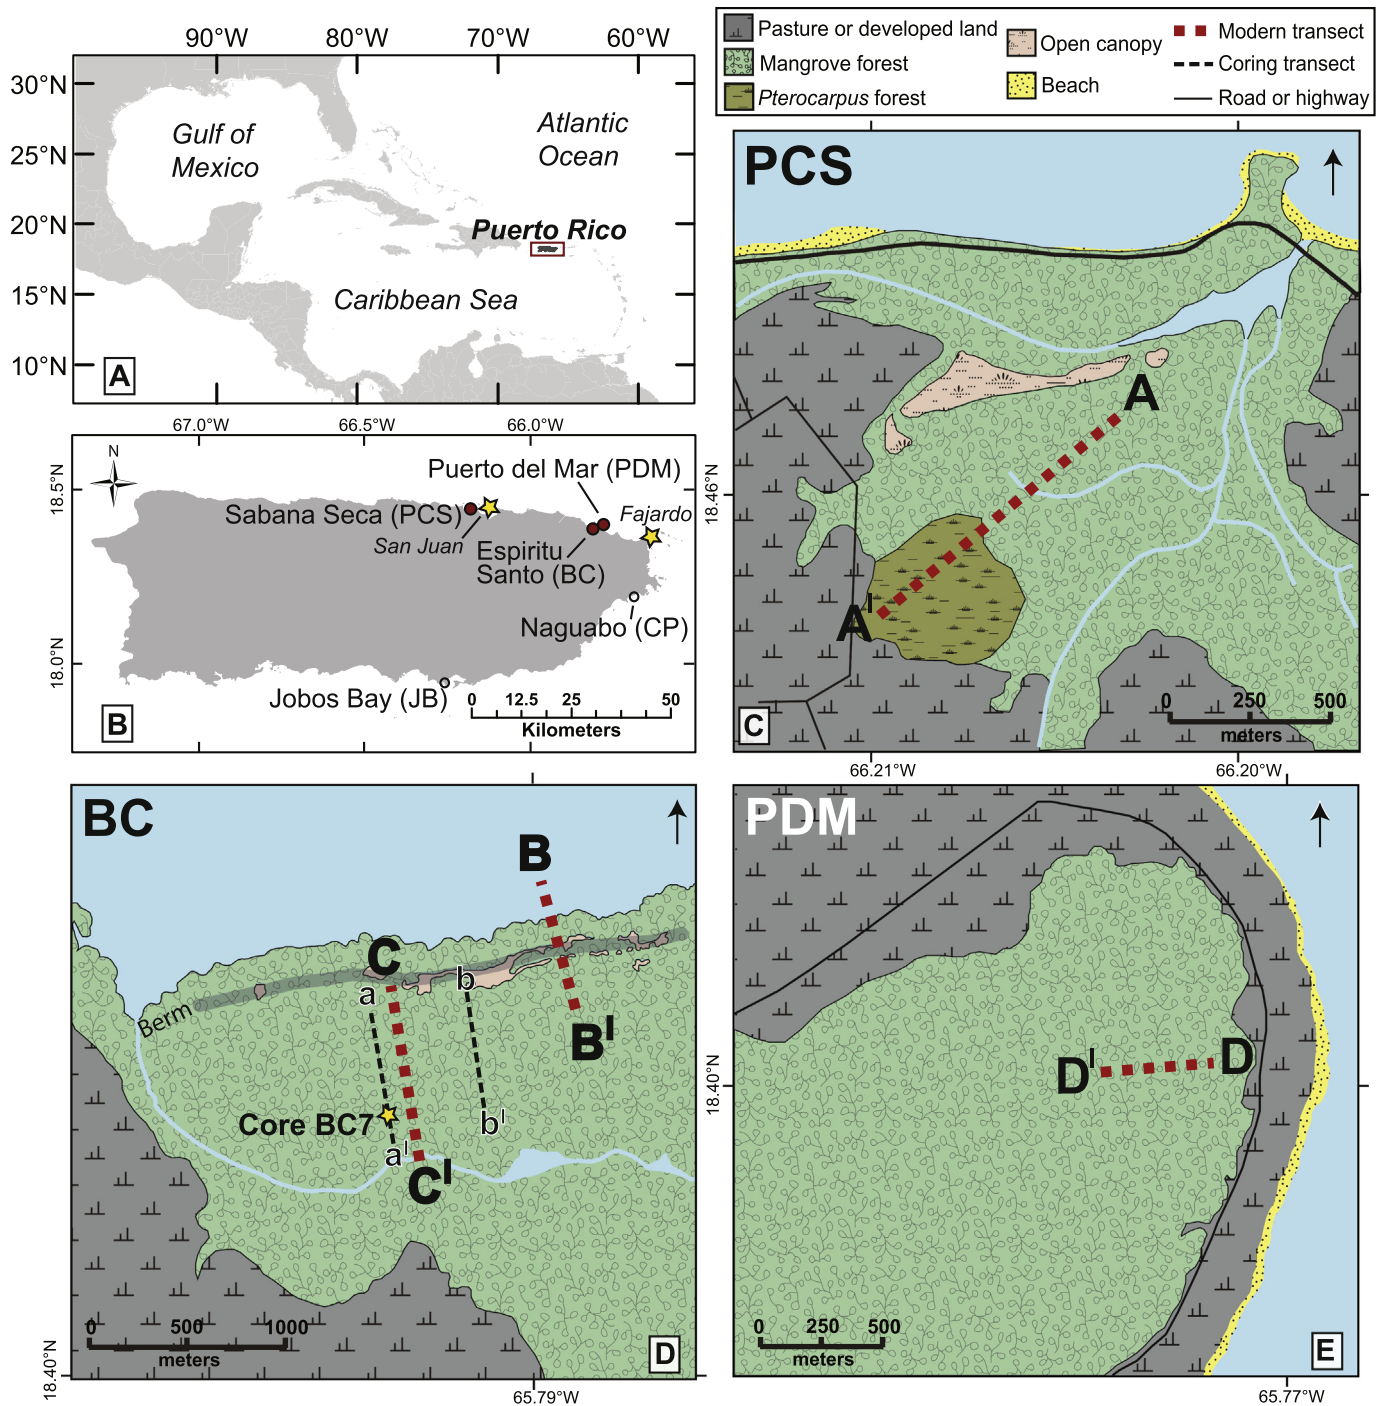 90°W 80°W 70°W 60°W
30°N
25°N
20°N
15°N
10°N
Gulf of
Mexico
Atlantic
Ocean
Puerto Rico
Caribbean Sea
A
Pasture or developed land
Mangrove forest
Pterocarpus forest
Open canopy
Beach
Modern transect
Coring transect
Road or highway
67.0°W 66.5°W 66.0°W
18.5°N
18.0°N
N
Puerto del Mar (PDM)
Sabana Seca (PCS)
San Juan
Fajardo
Espiritu
Santo (BC)
Naguabo (CP)
Jobos Bay (JB)
0 12.5 25 50
Kilometers
B
PCS
A
A'
18.46°N
0 250 500
meters
C
66.21°W 66.20°W
BC
B
B'
C
C'
a
a'
b
b'
Berm
Core BC7
0 500 1000
meters
D
18.40°N
65.79°W
PDM
D'
D
18.40°N
0 250 500
meters
E
65.77°W